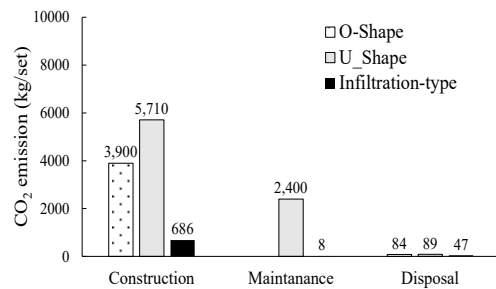 CO₂ emission (kg/set)
10000
8000
6000
4000
2000
0
O-Shape
U_Shape
Infiltration-type
3,900
5,710
686
2,400
8
84
89
47
Construction
Maintanance
Disposal